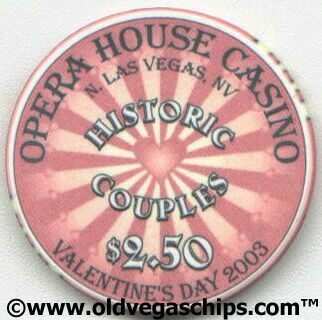 OPERA HOUSE CASINO
N. LAS VEGAS, NV
HISTORIC
COUPLES
$2.50
VALENTINE'S DAY 2003
© www.oldvegaschips.com™